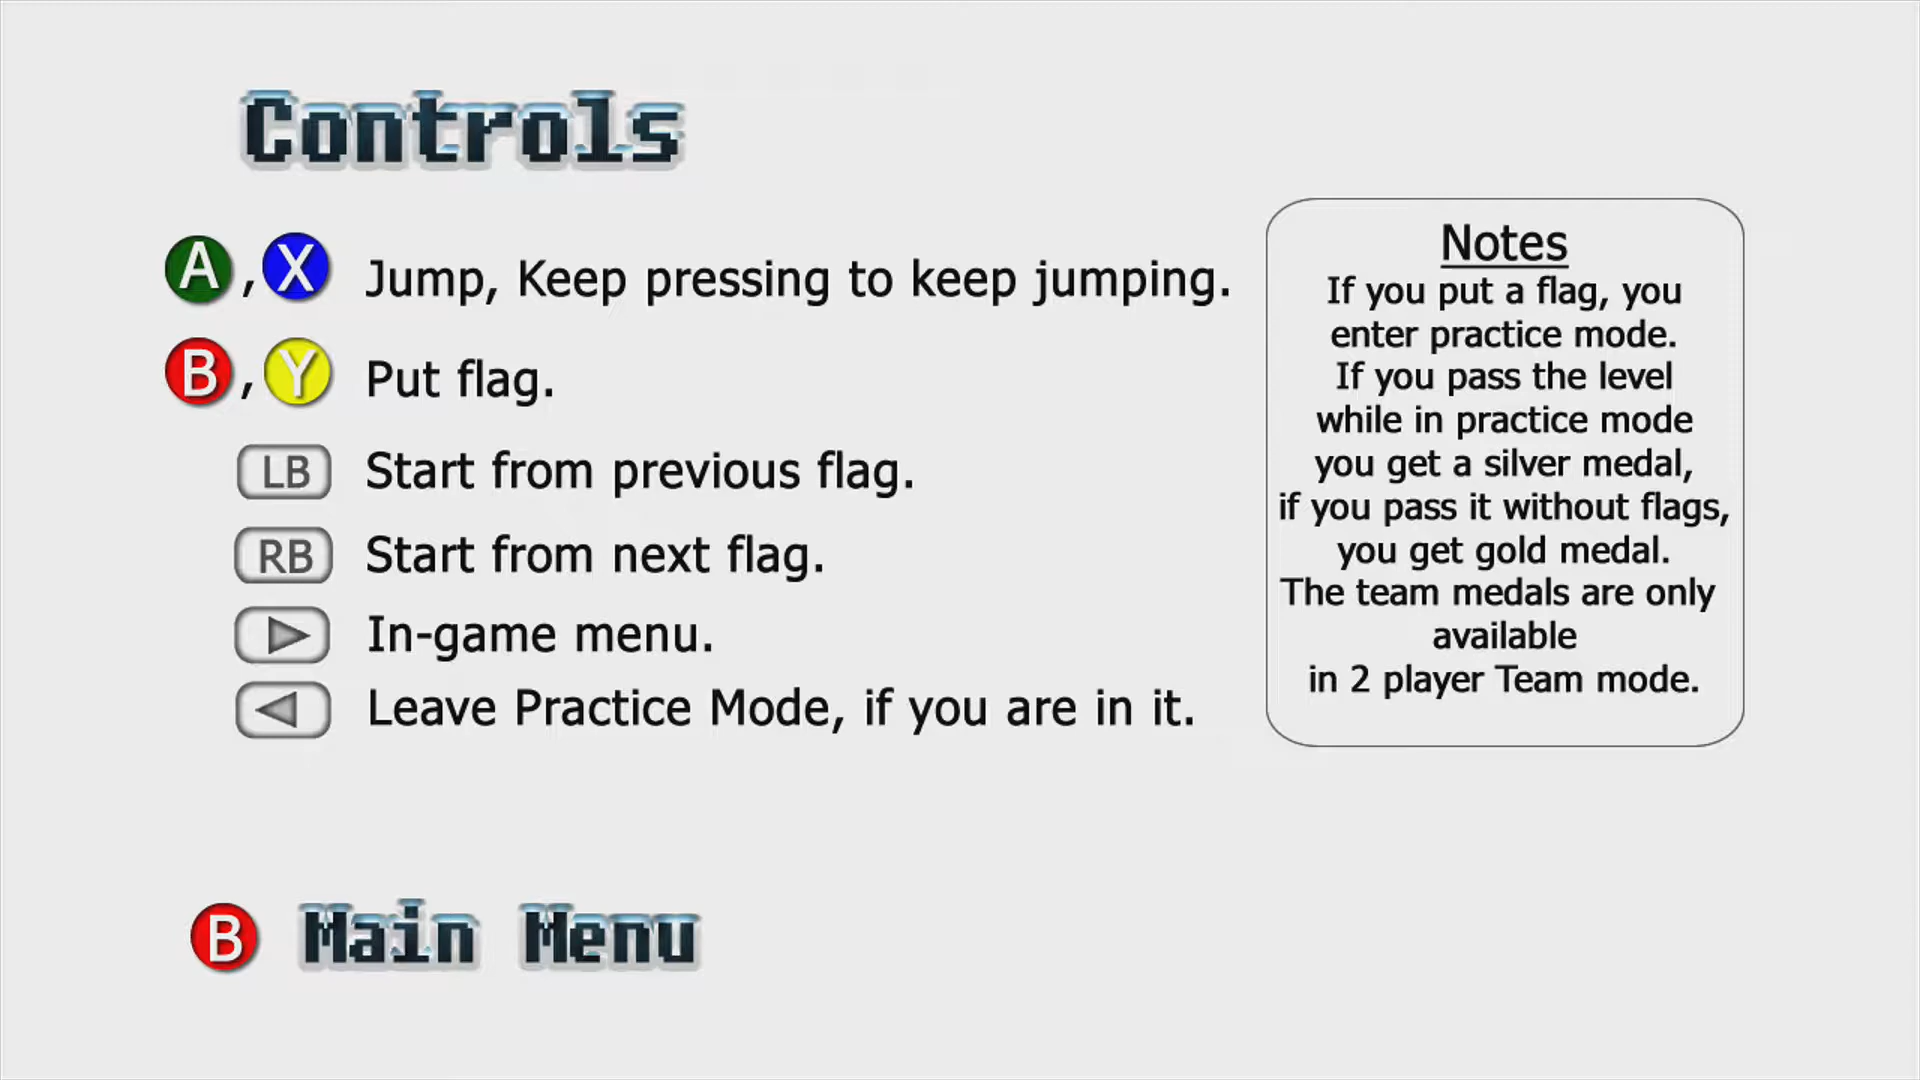 Controls
A , X Jump, Keep pressing to keep jumping.
B , Y Put flag.
LB Start from previous flag.
RB Start from next flag.
In-game menu.
Leave Practice Mode, if you are in it.
Notes
If you put a flag, you
enter practice mode.
If you pass the level
while in practice mode
you get a silver medal,
if you pass it without flags,
you get gold medal.
The team medals are only
available
in 2 player Team mode.
B Main Menu